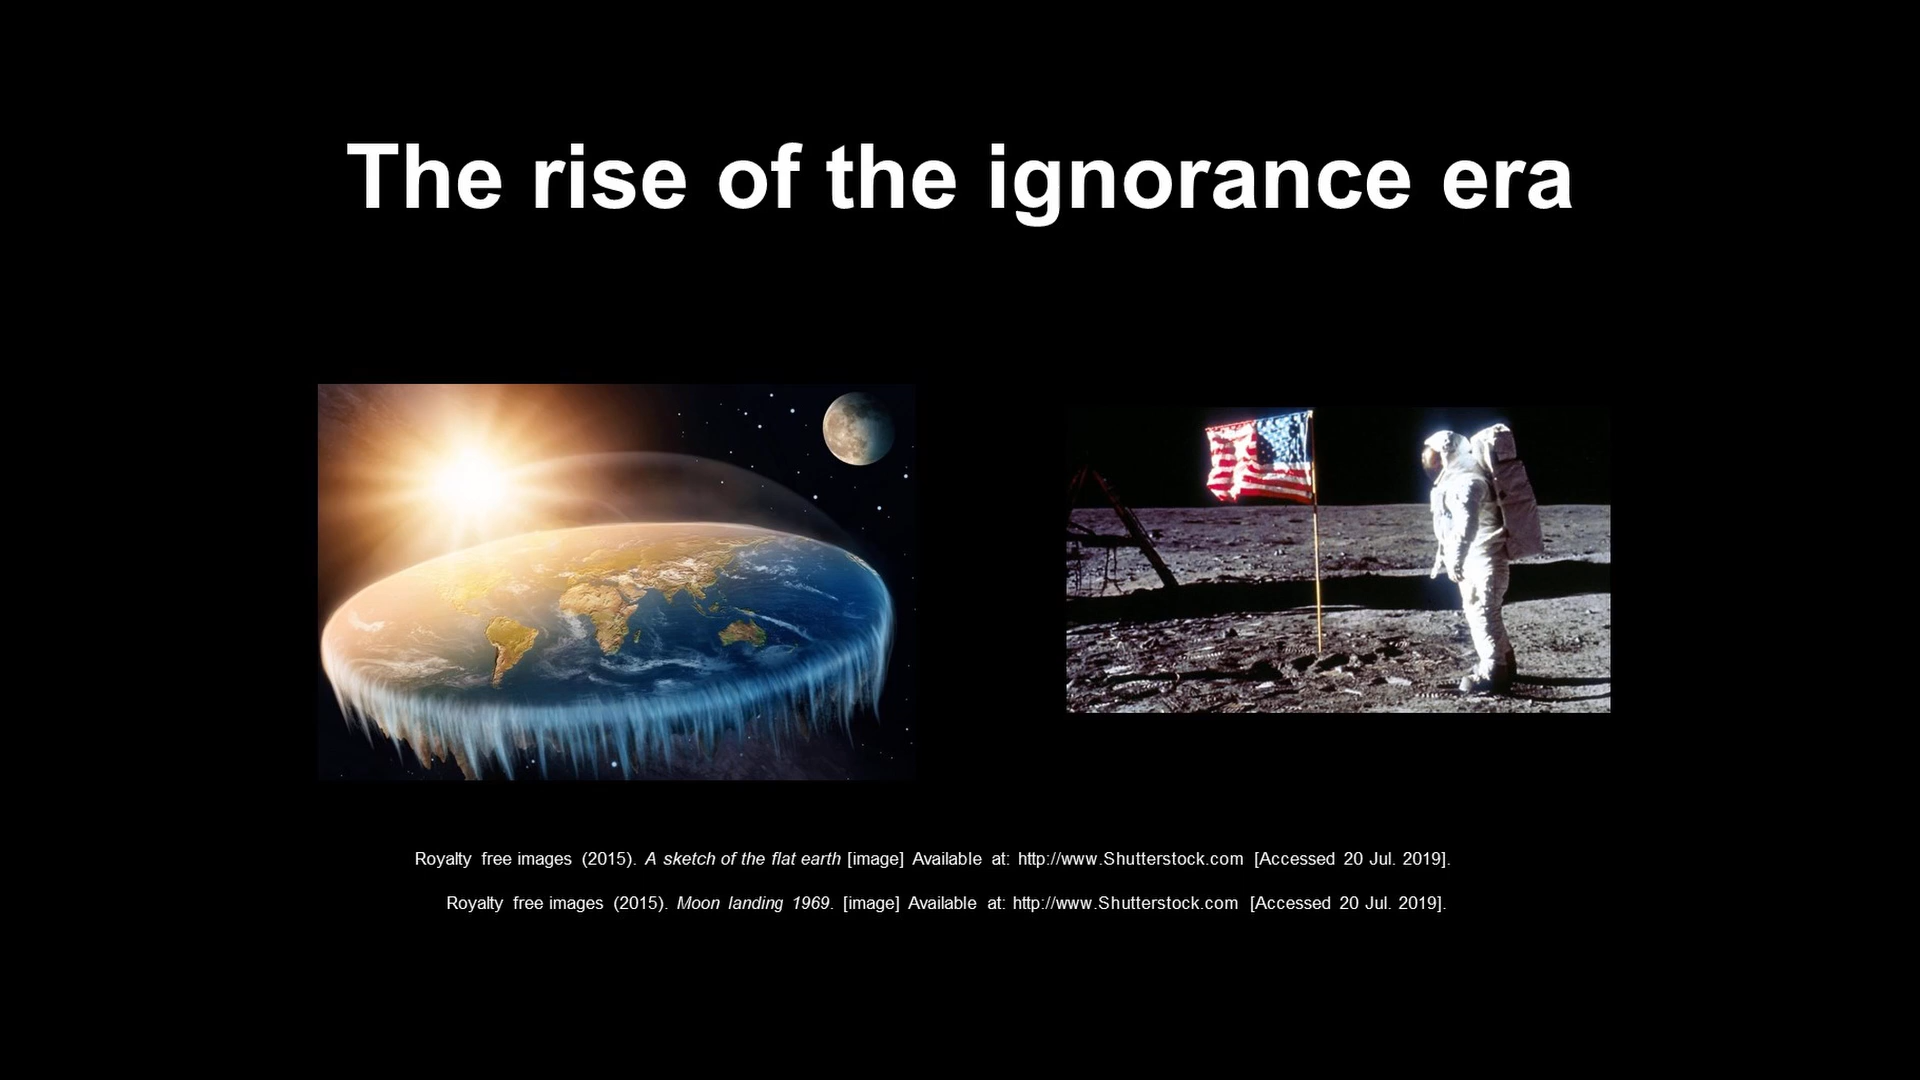 The rise of the ignorance era
Royalty free images (2015). A sketch of the flat earth [image] Available at: http://www.Shutterstock.com [Accessed 20 Jul. 2019].
Royalty free images (2015). Moon landing 1969. [image] Available at: http://www.Shutterstock.com [Accessed 20 Jul. 2019].